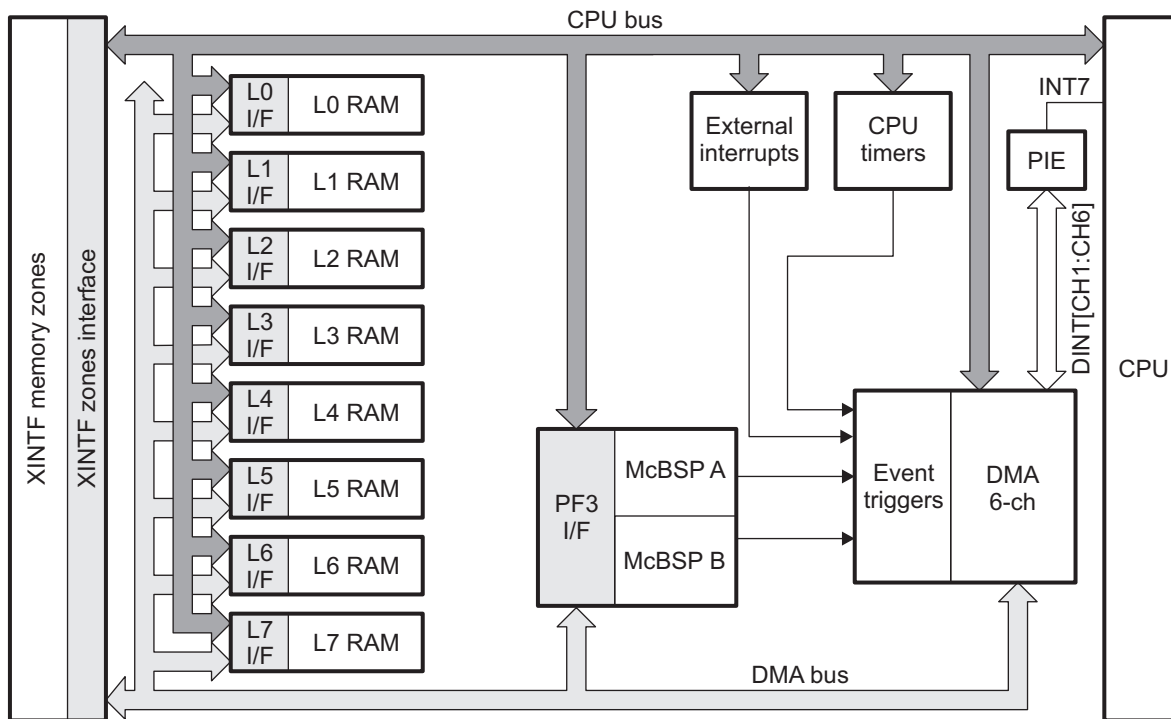 CPU bus
XINTF memory zones
XINTF zones interface
L0
I/F
L0 RAM
L1
I/F
L1 RAM
L2
I/F
L2 RAM
L3
I/F
L3 RAM
L4
I/F
L4 RAM
L5
I/F
L5 RAM
L6
I/F
L6 RAM
L7
I/F
L7 RAM
External
interrupts
CPU
timers
INT7
PIE
DINT[CH1:CH6]
CPU
PF3
I/F
McBSP A
McBSP B
Event
triggers
DMA
6-ch
DMA bus